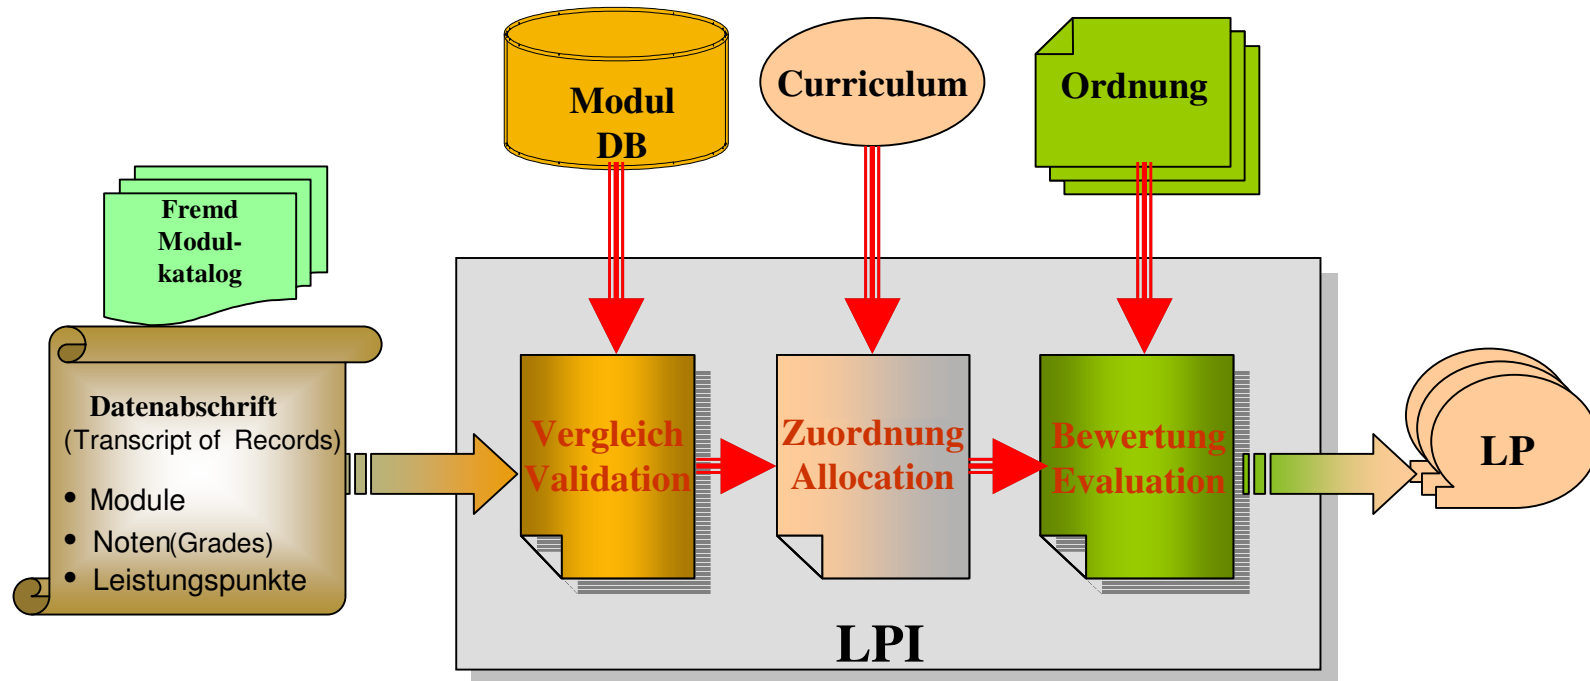 Modul
DB
Curriculum
Ordnung
Fremd
Modul-
katalog
Datenabschrift
(Transcript of Records)
• Module
• Noten(Grades)
• Leistungspunkte
Vergleich
Validation
Zuordnung
Allocation
Bewertung
Evaluation
LP
LPI